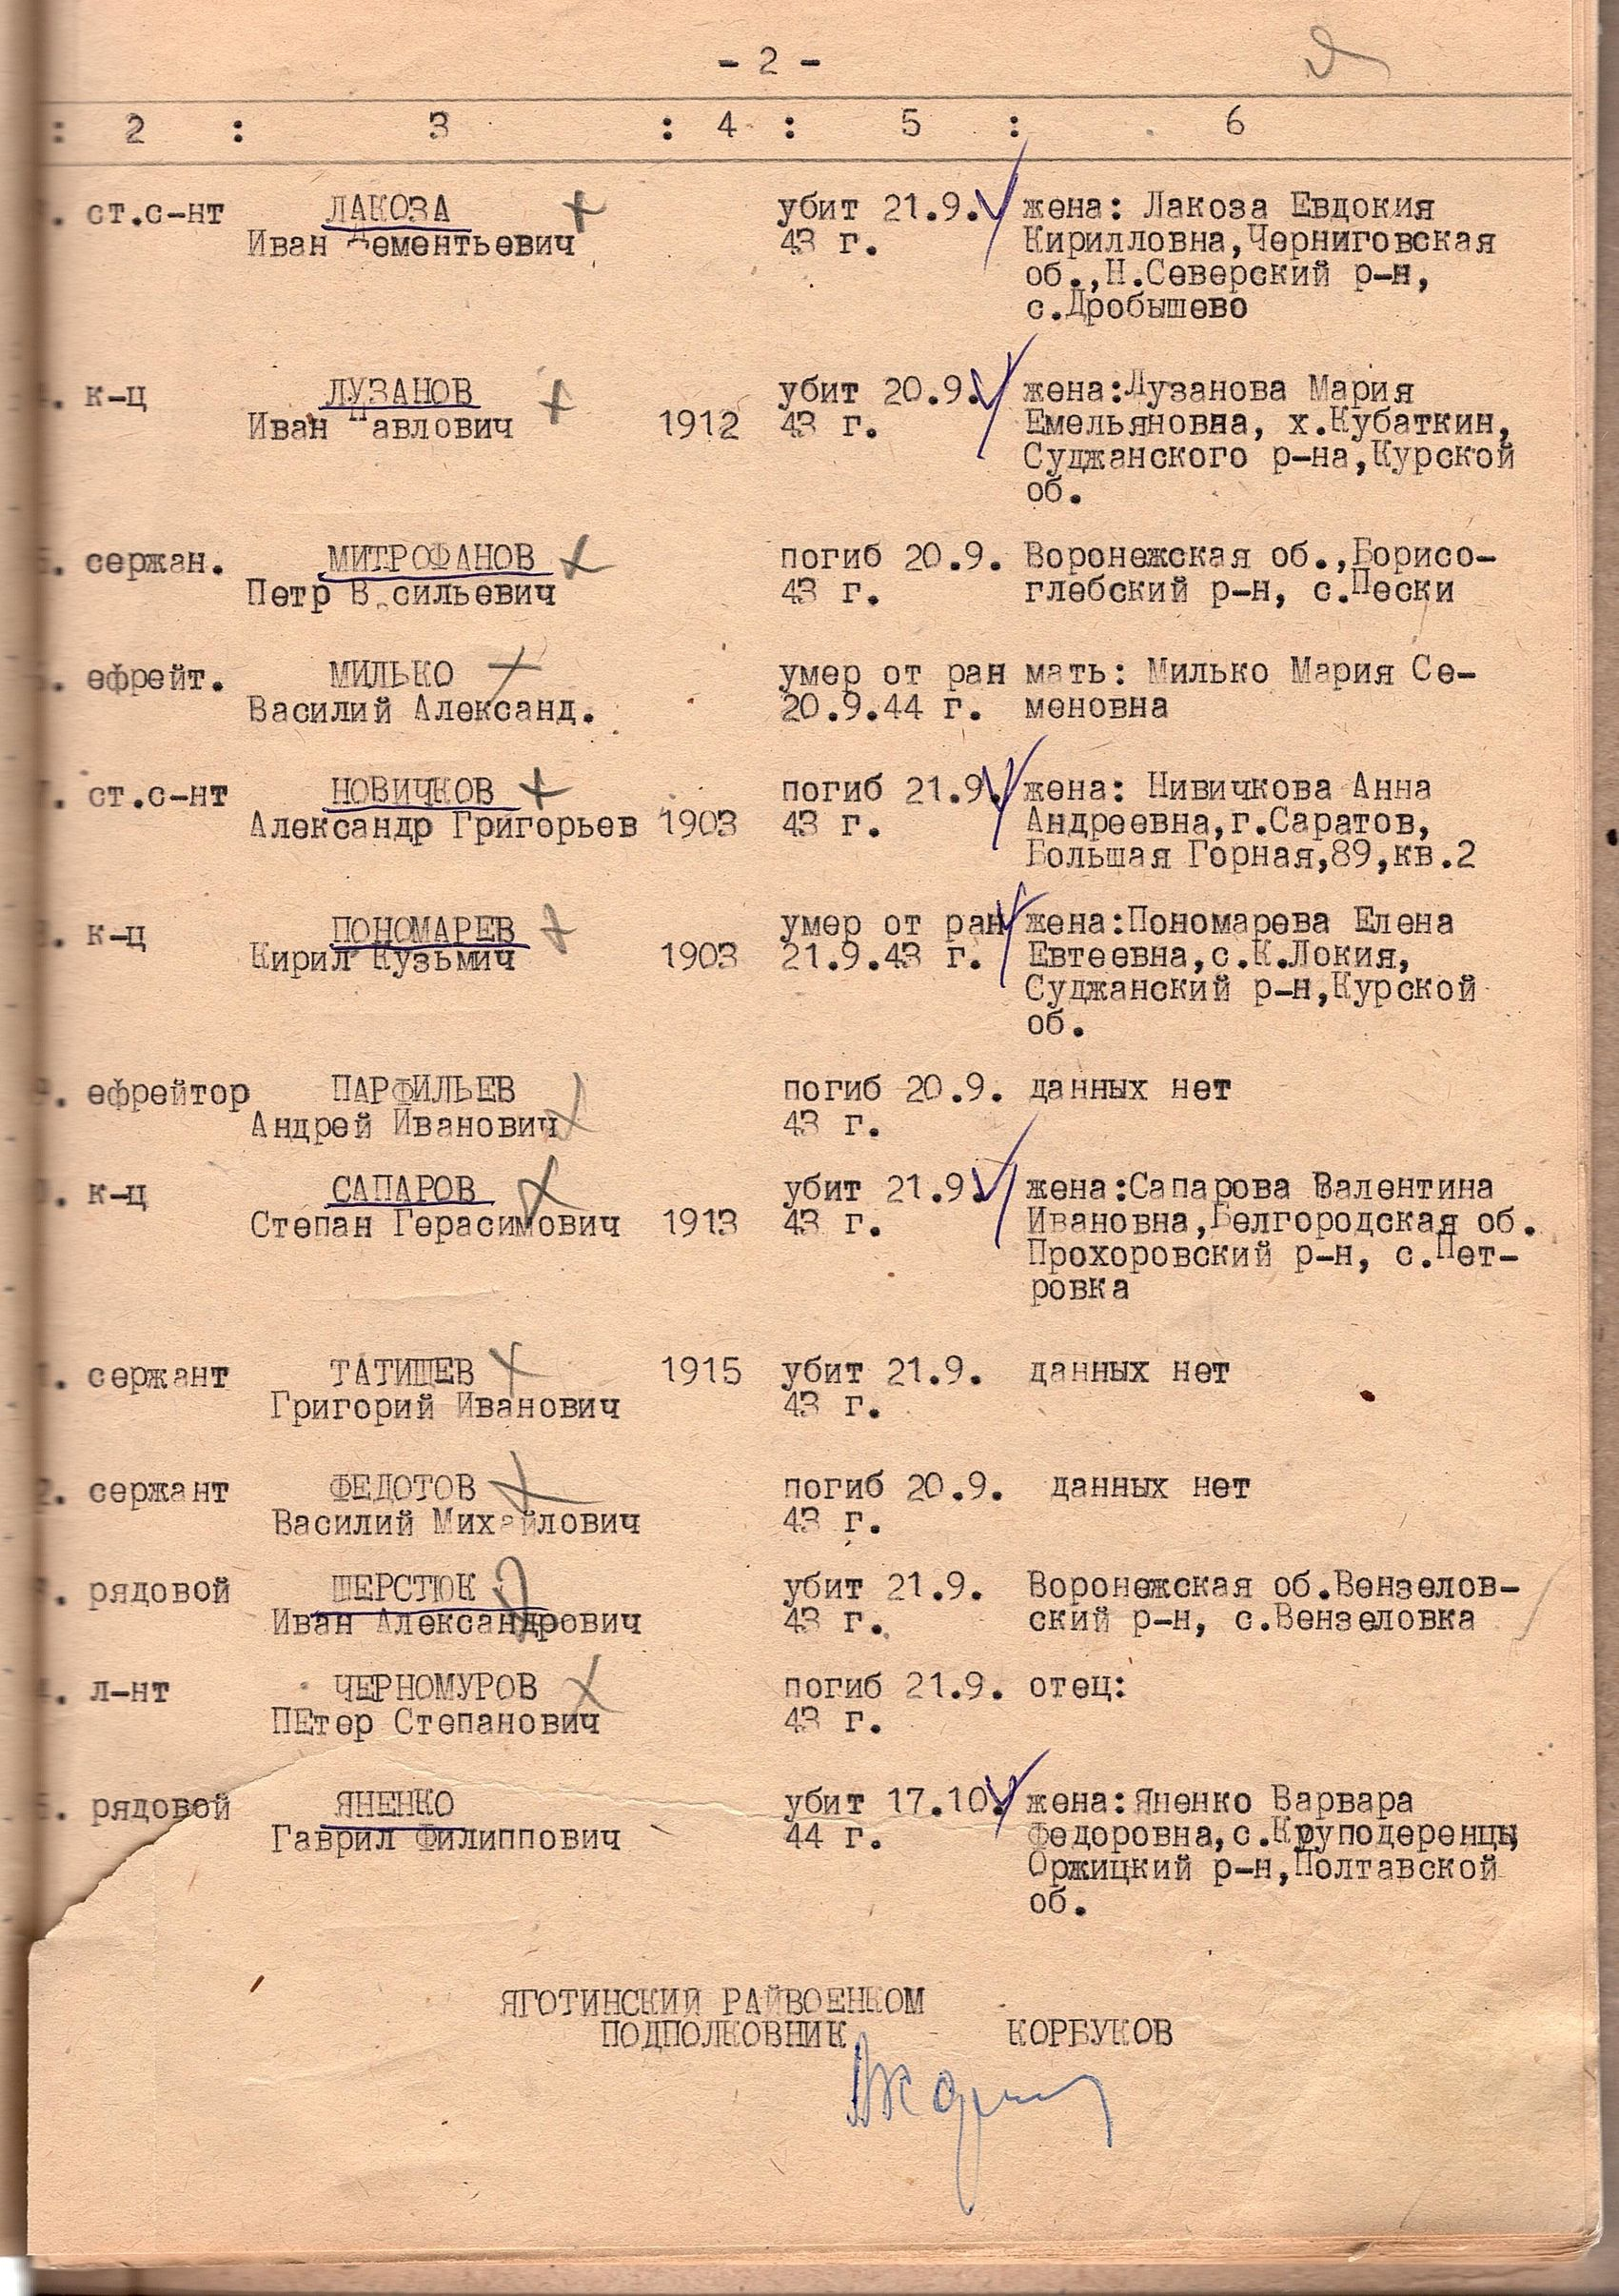 - 2 -
: 2 : 3 : 4 : 5 : 6
. ст.с-нт ЛАКОЗА убит 21.9. жена: Лакоза Евдокия
Иван Дементьевич 43 г. Кирилловна,Черниговская
об.,Н.Северский р-н,
с.Дробышево
. к-ц ЛУЗАНОВ убит 20.9. жена:Лузанова Мария
Иван Павлович 1912 43 г. Емельяновна, х.Кубаткин,
Суджанского р-на,Курской
об.
. сержан. МИТРОФАНОВ погиб 20.9. Воронежская об.,Борисо-
Петр Васильевич 43 г. глебский р-н, с.Пески
. ефрейт. МИЛЬКО умер от ран мать: Милько Мария Се-
Василий Александ. 20.9.44 г. меновна
. ст.с-нт НОВИЧКОВ погиб 21.9. жена: Нивичкова Анна
Александр Григорьев 1903 43 г. Андреевна,г.Саратов,
Большая Горная,89,кв.2
. к-ц ПОНОМАРЕВ умер от ран жена:Пономарева Елена
Кирил Кузьмич 1903 21.9.43 г. Евтеевна,с.К.Локия,
Суджанский р-н,Курской
об.
. ефрейтор ПАРФИЛЬЕВ погиб 20.9. данных нет
Андрей Иванович 43 г.
. к-ц САПАРОВ убит 21.9. жена:Сапарова Валентина
Степан Герасимович 1913 43 г. Ивановна,Белгородская об.
Прохоровский р-н, с.Пет-
ровка
. сержант ТАТИЩЕВ 1915 убит 21.9. данных нет
Григорий Иванович 43 г.
2. сержант ФЕДОТОВ погиб 20.9. данных нет
Василий Михайлович 43 г.
. рядовой ШЕРСТЮК убит 21.9. Воронежская об.Вензелов-
Иван Александрович 43 г. ский р-н, с.Вензеловка
. л-нт ЧЕРНОМУРОВ погиб 21.9. отец:
ПЕтер Степанович 43 г.
. рядовой ЯНЕНКО убит 17.10. жена:Яненко Варвара
Гаврил Филиппович 44 г. Федоровна,с.Круподеренцы,
Оржицкий р-н,Полтавской
об.
ЯГОТИНСКИЙ РАЙВОЕНКОМ
ПОДПОЛКОВНИК КОРБУКОВ